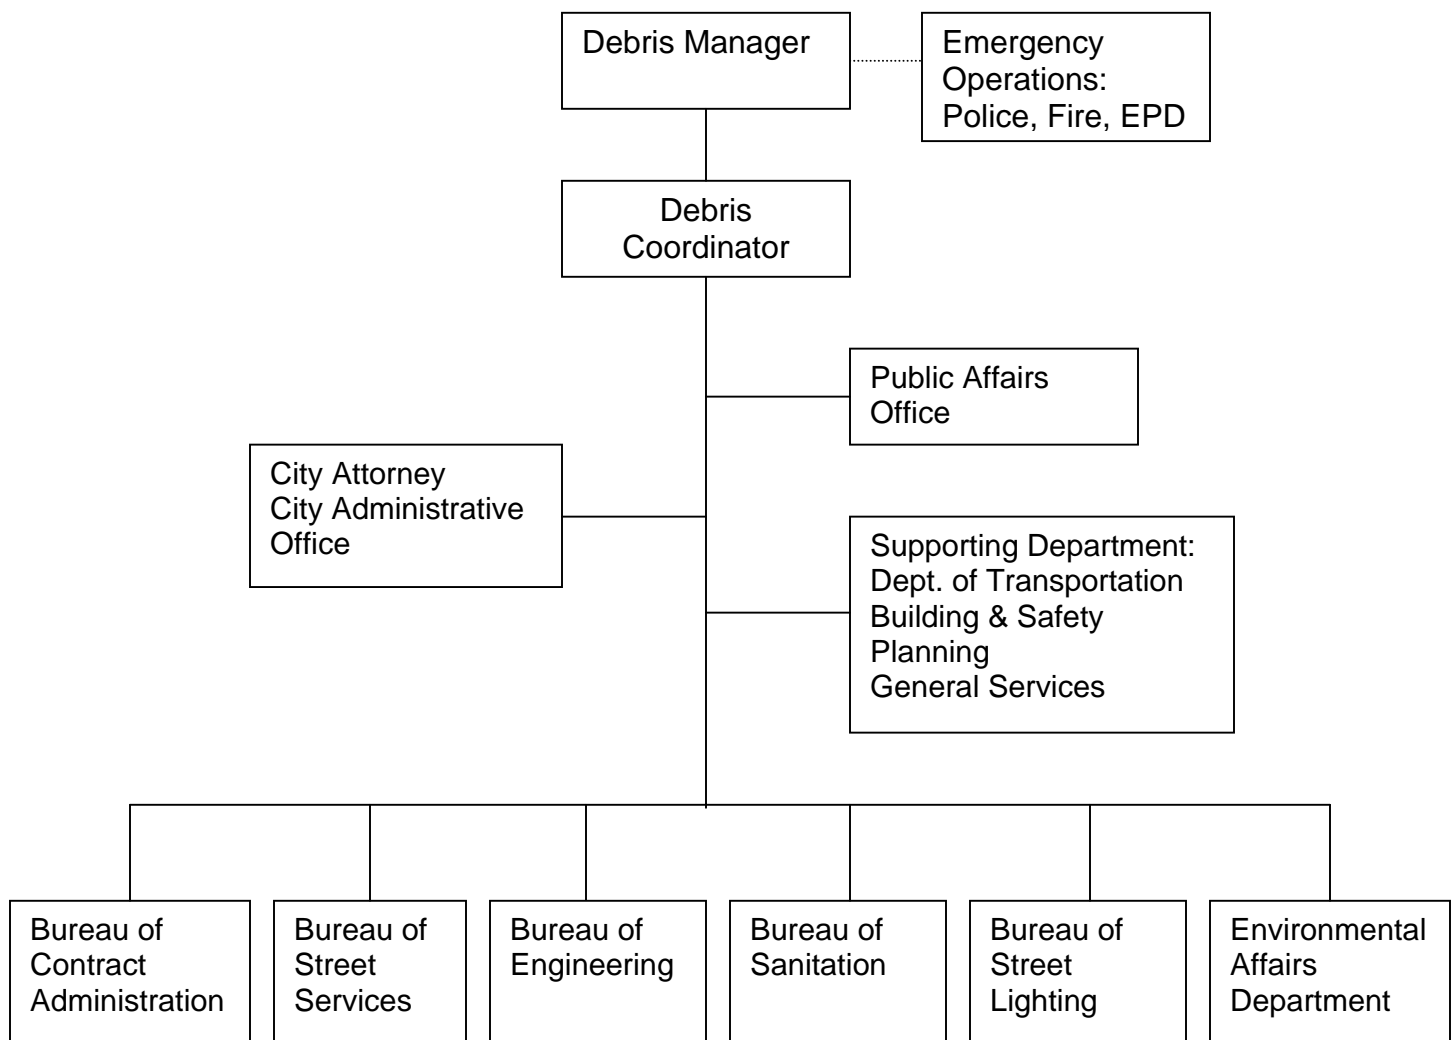 Debris Manager
Emergency
Operations:
Police, Fire, EPD
Debris
Coordinator
Public Affairs
Office
City Attorney
City Administrative
Office
Supporting Department:
Dept. of Transportation
Building & Safety
Planning
General Services
Bureau of
Contract
Administration
Bureau of
Street
Services
Bureau of
Engineering
Bureau of
Sanitation
Bureau of
Street
Lighting
Environmental
Affairs
Department